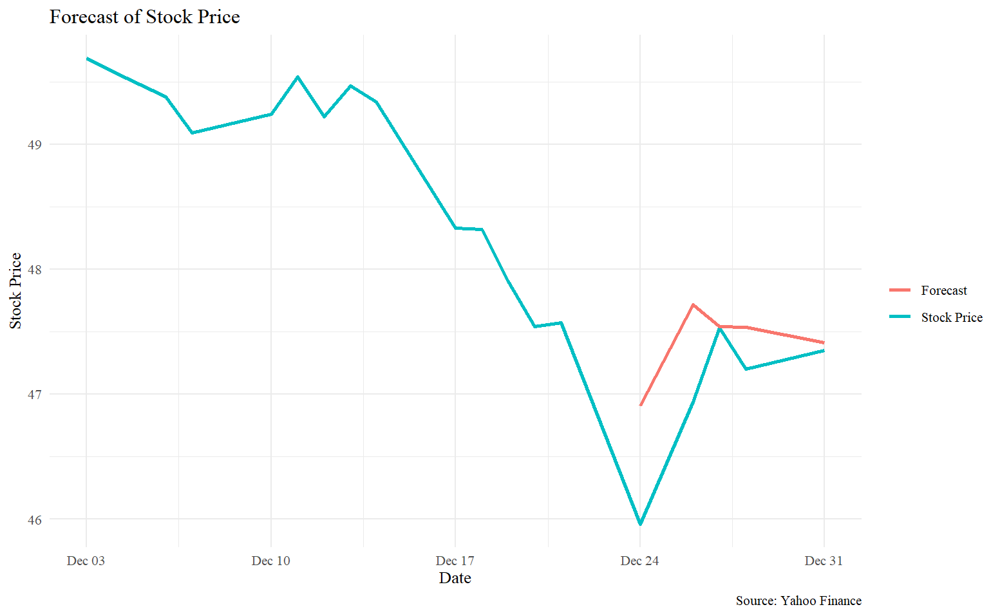 Forecast of Stock Price
Stock Price
49
48
47
46
Dec 03
Dec 10
Dec 17
Dec 24
Dec 31
Date
Forecast
Stock Price
Source: Yahoo Finance